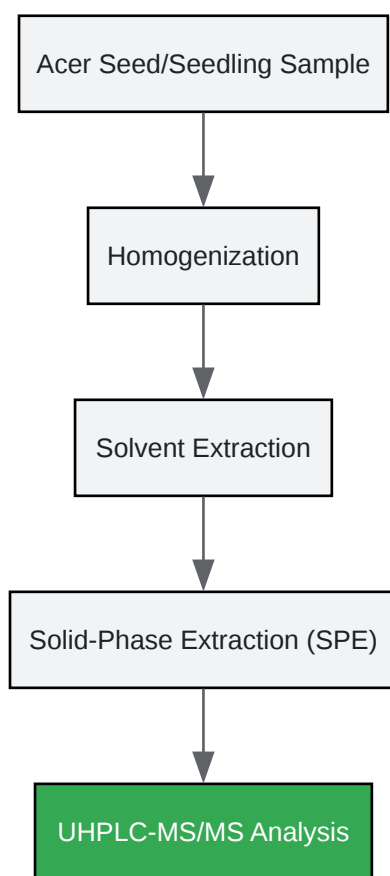 Acer Seed/Seedling Sample
Homogenization
Solvent Extraction
Solid-Phase Extraction (SPE)
UHPLC-MS/MS Analysis